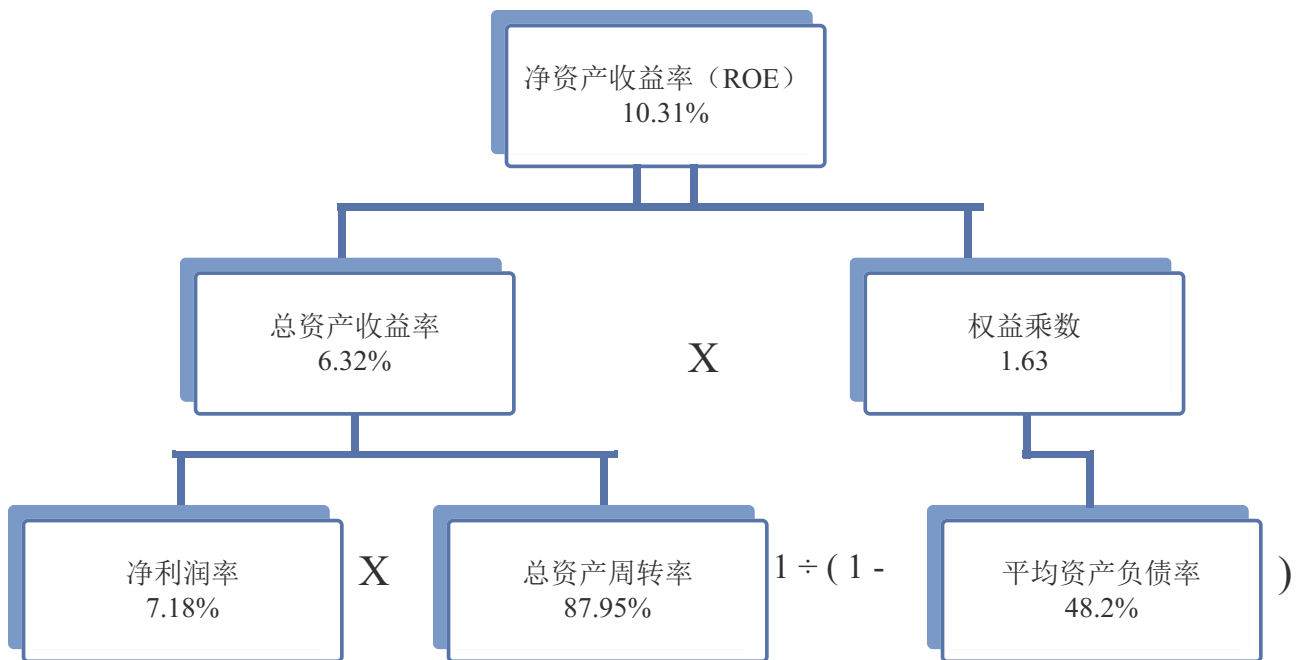 净资产收益率（ROE）
10.31%
总资产收益率
6.32%
X
权益乘数
1.63
净利润率
7.18%
X
总资产周转率
87.95%
1 ÷ ( 1 -
平均资产负债率
48.2%
)